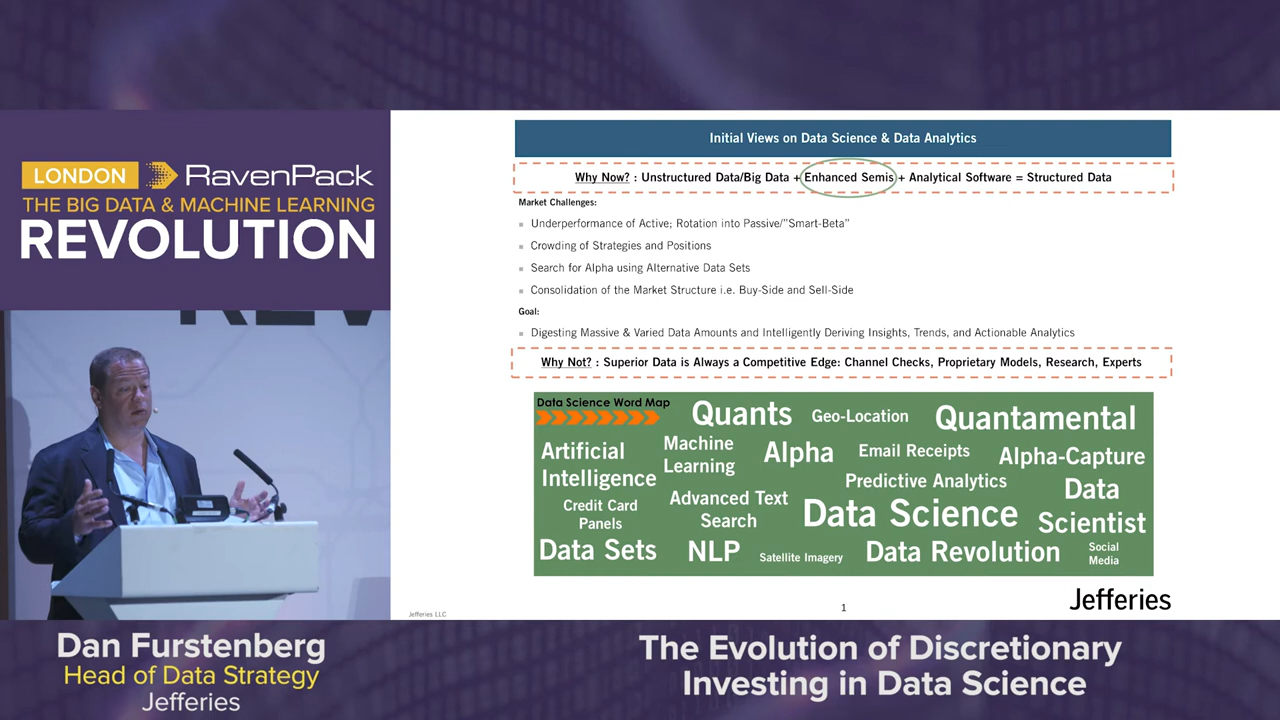 LONDON RavenPack
THE BIG DATA & MACHINE LEARNING
REVOLUTION
Initial Views on Data Science & Data Analytics
Why Now? : Unstructured Data/Big Data + Enhanced Semis + Analytical Software = Structured Data
Market Challenges:
Underperformance of Active; Rotation into Passive/"Smart-Beta"
Crowding of Strategies and Positions
Search for Alpha using Alternative Data Sets
Consolidation of the Market Structure i.e. Buy-Side and Sell-Side
Goal:
Digesting Massive & Varied Data Amounts and Intelligently Deriving Insights, Trends, and Actionable Analytics
Why Not? : Superior Data is Always a Competitive Edge: Channel Checks, Proprietary Models, Research, Experts
Data Science Word Map
Quants
Geo-Location
Quantamental
Artificial
Intelligence
Machine
Learning
Alpha
Email Receipts
Alpha-Capture
Predictive Analytics
Data
Scientist
Credit Card
Panels
Advanced Text
Search
Data Science
Data Sets
NLP
Satellite Imagery
Data Revolution
Social
Media
Jefferies LLC
1
Jefferies
Dan Furstenberg
Head of Data Strategy
Jefferies
The Evolution of Discretionary
Investing in Data Science